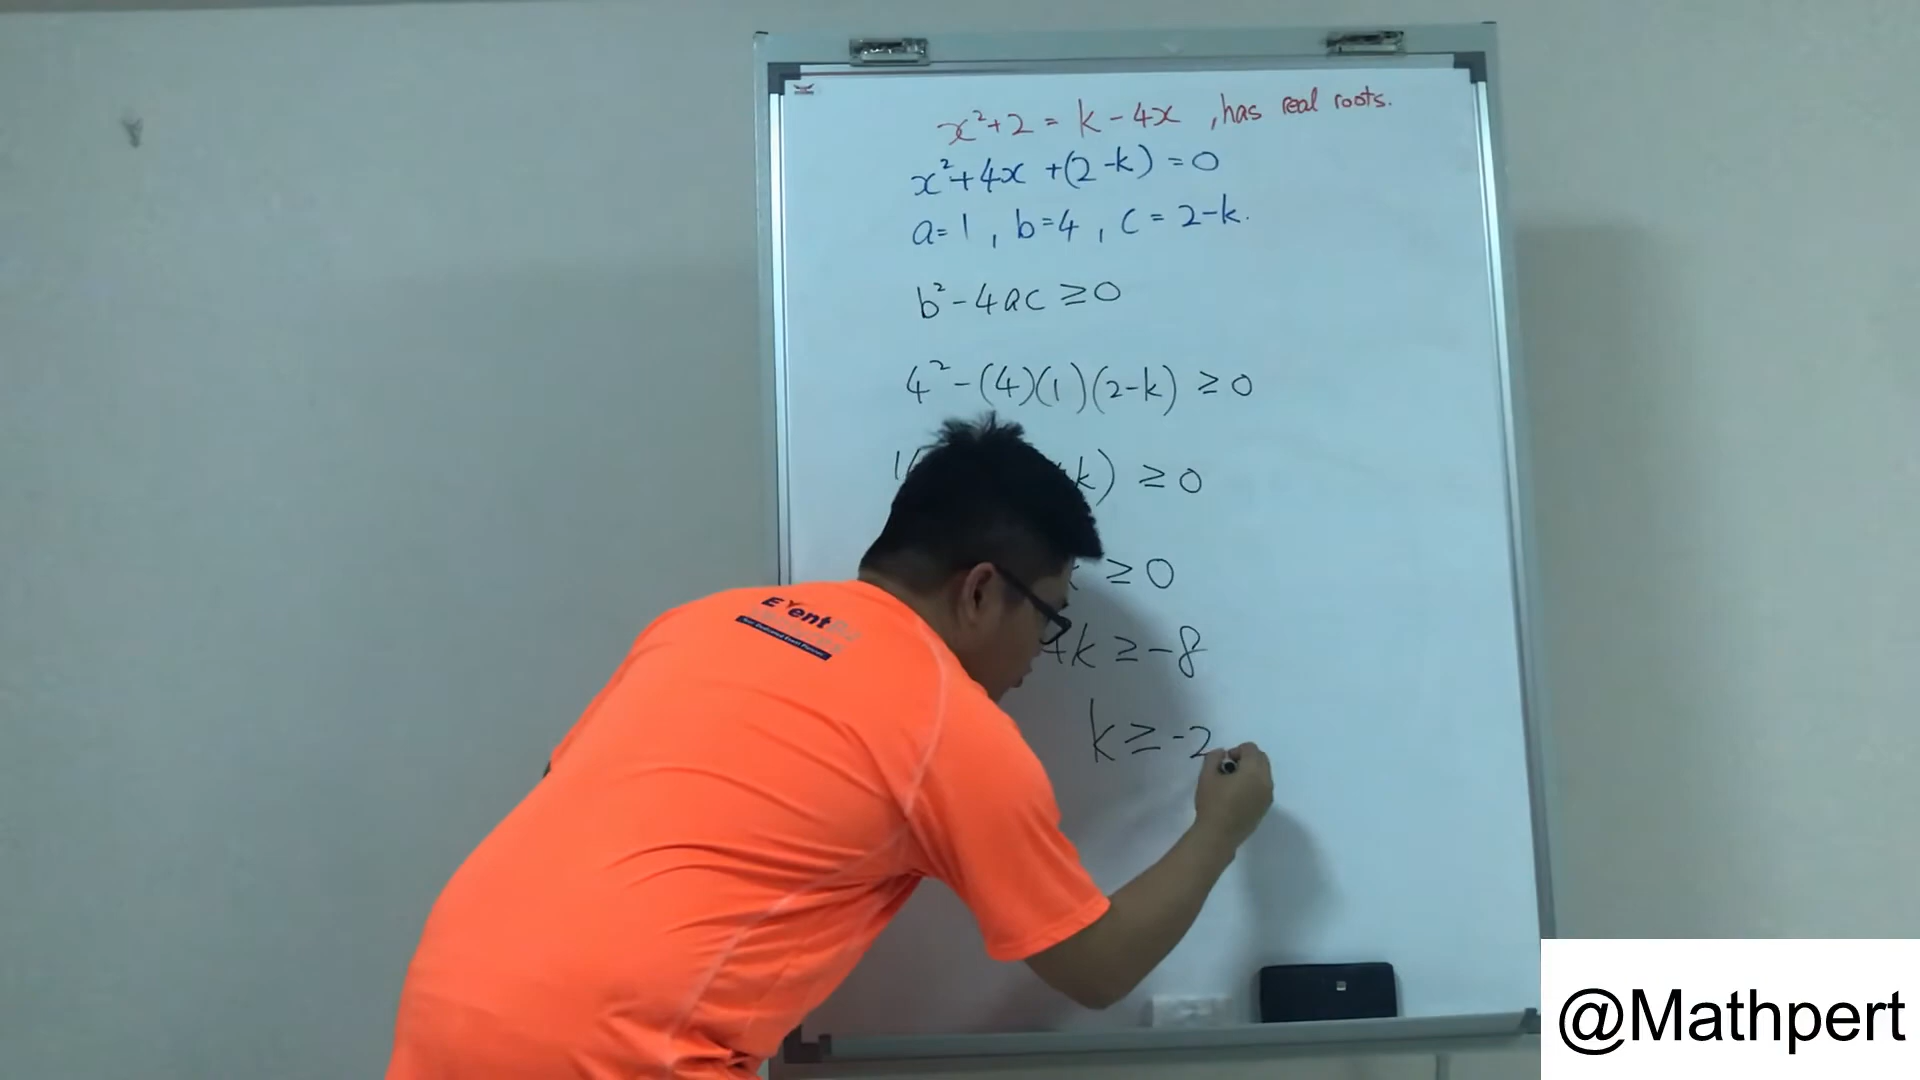 x²+2 = k-4x , has real roots.
x²+4x+(2-k)=0
a=1, b=4, c=2-k.
b²-4ac ≥0
4²-(4)(1)(2-k) ≥0
k) ≥0
≥0
4k ≥-8
k ≥-2
Event
@Mathpert